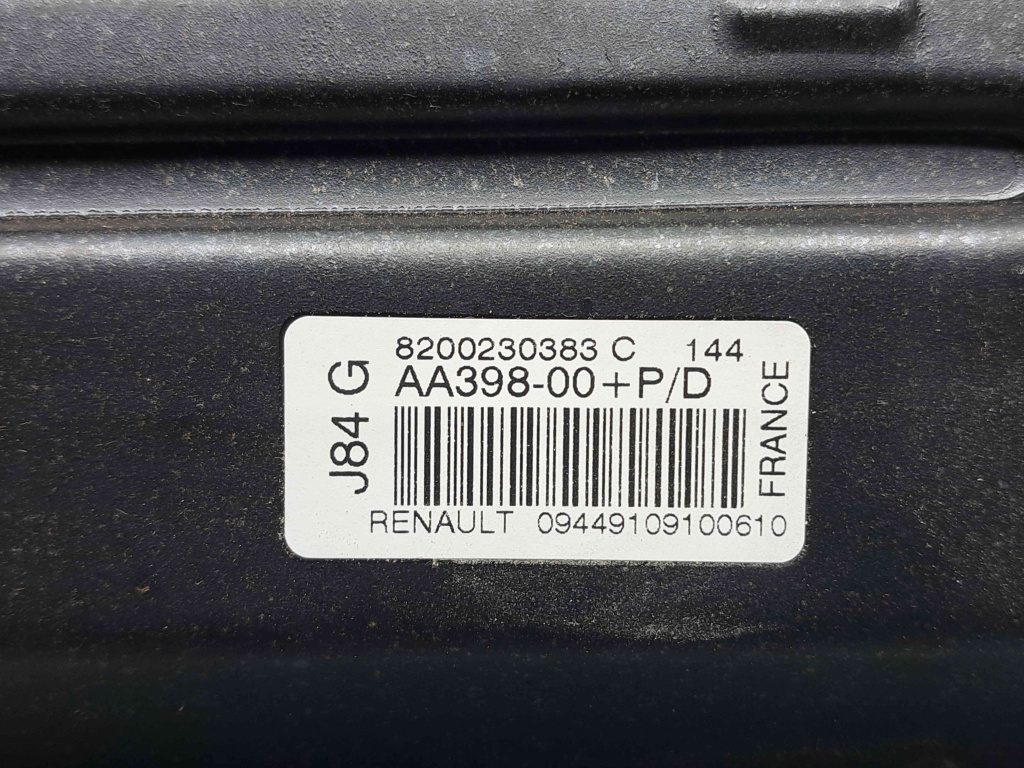 J84 G
8200230383 C 144
AA398-00+P/D
RENAULT 09449109100610
FRANCE